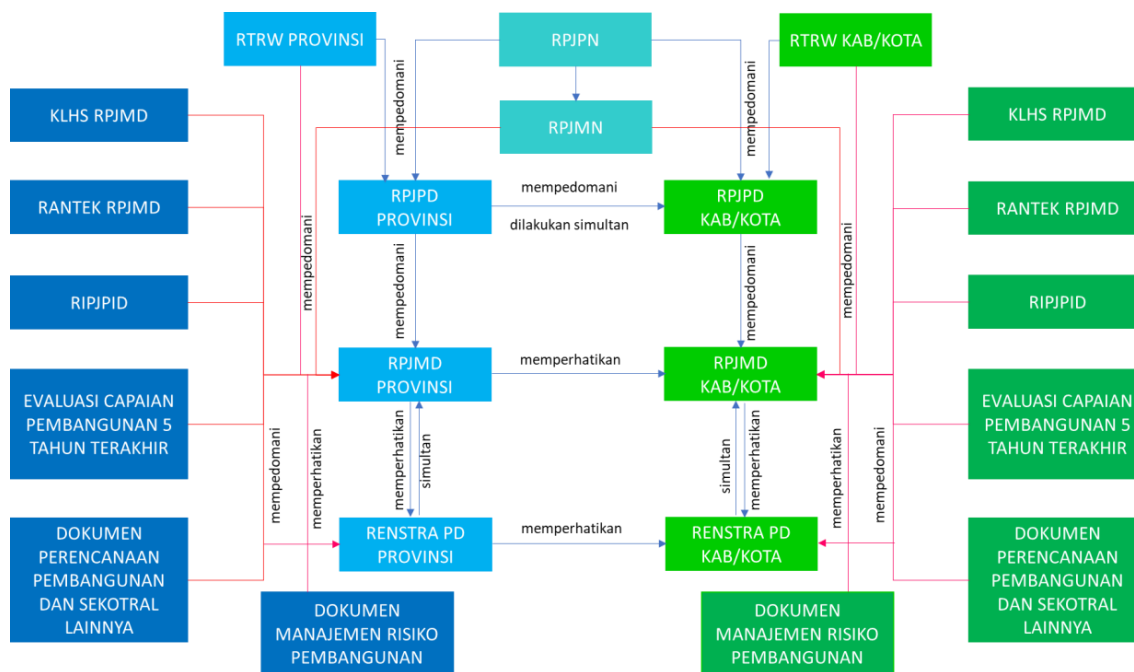 RTRW PROVINSI
RPJPN
RTRW KAB/KOTA
mempedomani
mempedomani
KLHS RPJMD
RPJMN
KLHS RPJMD
RANTEK RPJMD
RPJPD
PROVINSI
mempedomani
dilakukan simultan
RPJPD
KAB/KOTA
RANTEK RPJMD
mempedomani
mempedomani
mempedomani
mempedomani
RIPJPID
RIPJPID
RPJMD
PROVINSI
memperhatikan
RPJMD
KAB/KOTA
EVALUASI CAPAIAN
PEMBANGUNAN 5
TAHUN TERAKHIR
EVALUASI CAPAIAN
PEMBANGUNAN 5
TAHUN TERAKHIR
mempedomani
memperhatikan
memperhatikan
simultan
simultan
memperhatikan
memperhatikan
mempedomani
DOKUMEN
PERENCANAAN
PEMBANGUNAN
DAN SEKOTRAL
LAINNYA
RENSTRA PD
PROVINSI
memperhatikan
RENSTRA PD
KAB/KOTA
DOKUMEN
PERENCANAAN
PEMBANGUNAN
DAN SEKOTRAL
LAINNYA
DOKUMEN
MANAJEMEN RISIKO
PEMBANGUNAN
DOKUMEN
MANAJEMEN RISIKO
PEMBANGUNAN